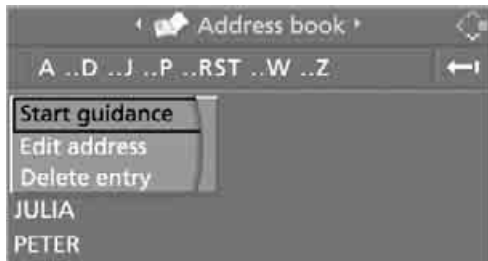 Address book
A ..D ..J ..P ..RST ..W ..Z
Start guidance
Edit address
Delete entry
JULIA
PETER